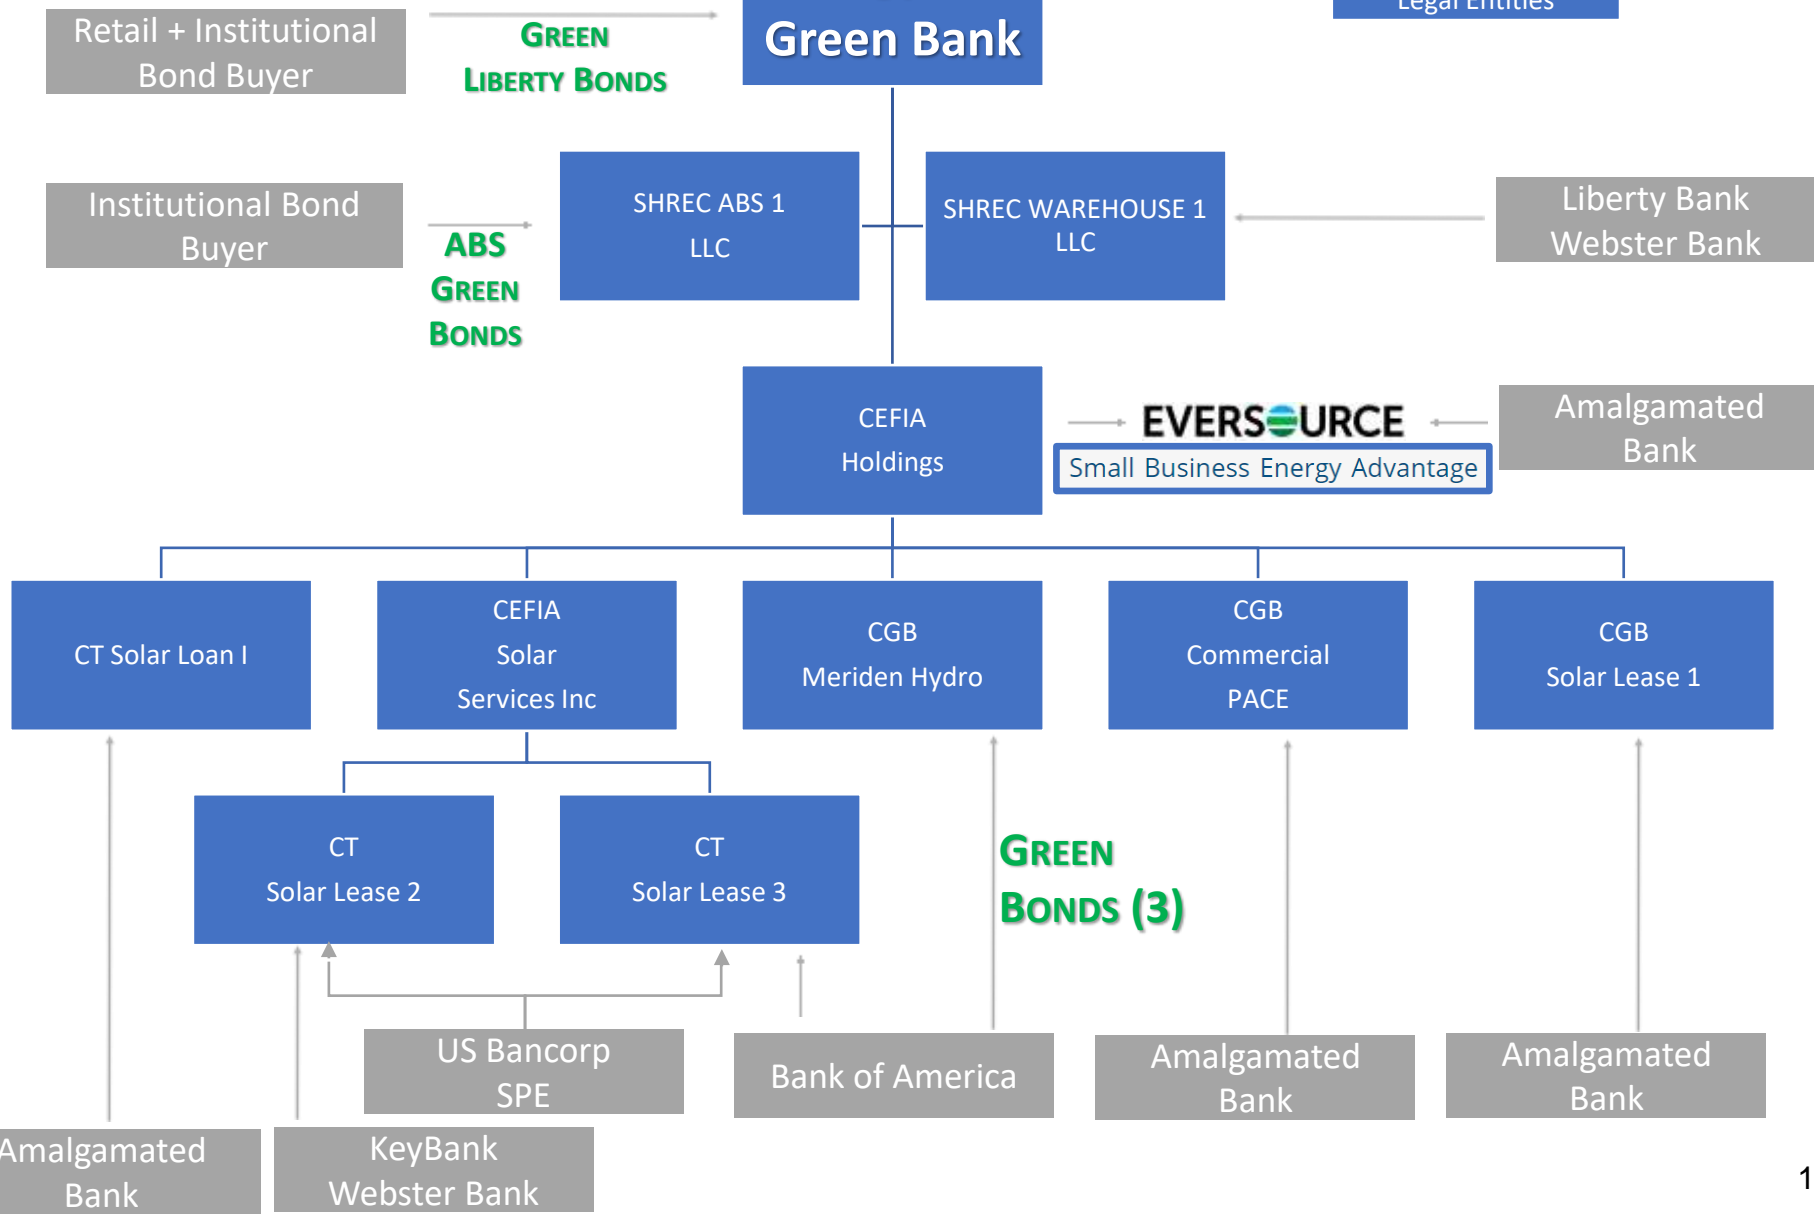 Legal Entities
Retail + Institutional
Bond Buyer
GREEN
LIBERTY BONDS
Green Bank
Institutional Bond
Buyer
ABS
GREEN
BONDS
SHREC ABS 1
LLC
SHREC WAREHOUSE 1
LLC
Liberty Bank
Webster Bank
CEFIA
Holdings
EVERSOURCE
Small Business Energy Advantage
Amalgamated
Bank
CT Solar Loan I
CEFIA
Solar
Services Inc
CGB
Meriden Hydro
CGB
Commercial
PACE
CGB
Solar Lease 1
CT
Solar Lease 2
CT
Solar Lease 3
GREEN
BONDS (3)
US Bancorp
SPE
Bank of America
Amalgamated
Bank
Amalgamated
Bank
Amalgamated
Bank
KeyBank
Webster Bank
1